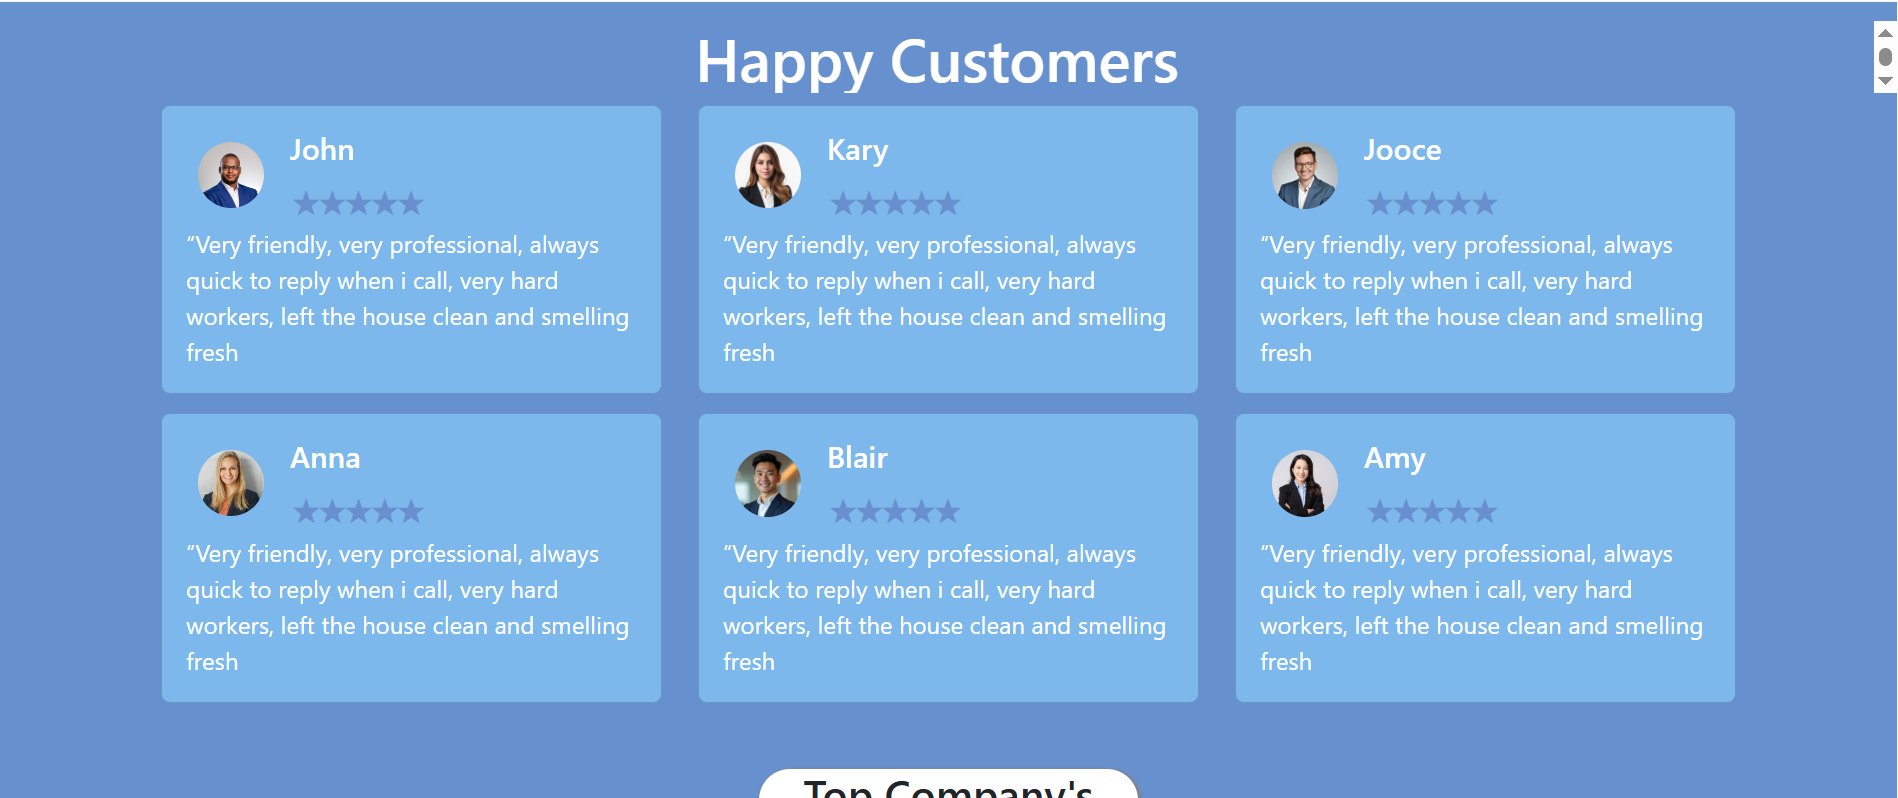 Happy Customers
John
★★★★★
“Very friendly, very professional, always
quick to reply when i call, very hard
workers, left the house clean and smelling
fresh
Kary
★★★★★
“Very friendly, very professional, always
quick to reply when i call, very hard
workers, left the house clean and smelling
fresh
Jooce
★★★★★
“Very friendly, very professional, always
quick to reply when i call, very hard
workers, left the house clean and smelling
fresh
Anna
★★★★★
“Very friendly, very professional, always
quick to reply when i call, very hard
workers, left the house clean and smelling
fresh
Blair
★★★★★
“Very friendly, very professional, always
quick to reply when i call, very hard
workers, left the house clean and smelling
fresh
Amy
★★★★★
“Very friendly, very professional, always
quick to reply when i call, very hard
workers, left the house clean and smelling
fresh
Top Company's